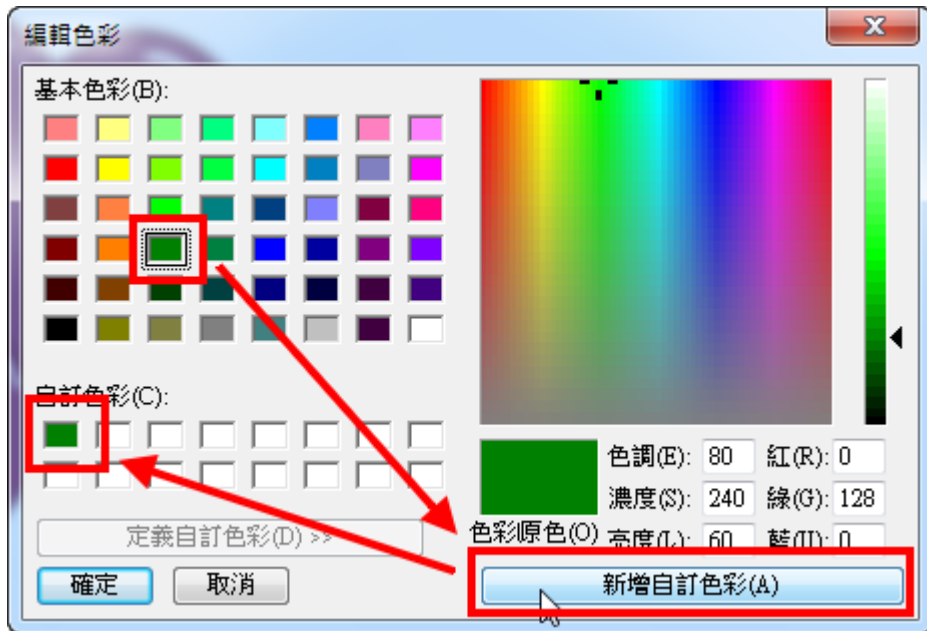 編輯色彩
基本色彩(B):
自訂色彩(C):
定義自訂色彩(D) >>
確定
取消
色調(E): 80 紅(R): 0
濃度(S): 240 綠(G): 128
色彩原色(O) 亮度(L): 60 藍(U): 0
新增自訂色彩(A)